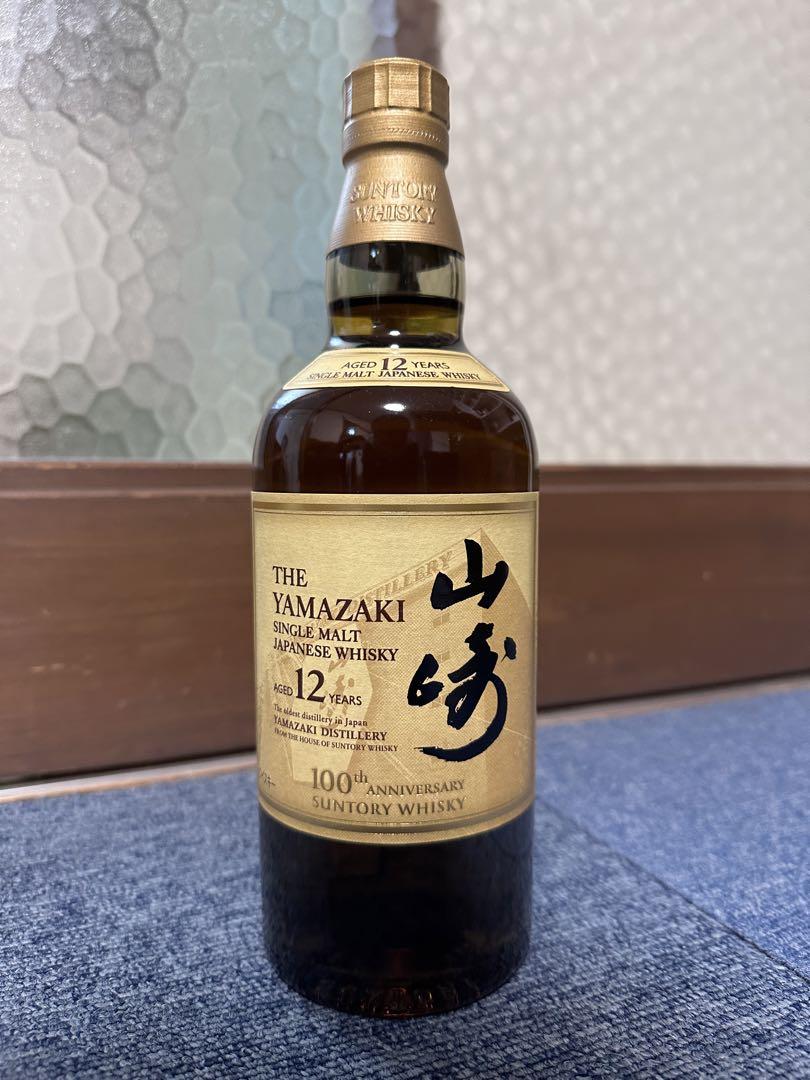 SUNTORY
WHISKY
AGED 12 YEARS
SINGLE MALT JAPANESE WHISKY
DISTILLERY
THE
YAMAZAKI
SINGLE MALT
JAPANESE WHISKY
AGED 12 YEARS
The oldest distillery in Japan
YAMAZAKI DISTILLERY
FROM THE HOUSE OF SUNTORY WHISKY
山崎
100th ANNIVERSARY
SUNTORY WHISKY